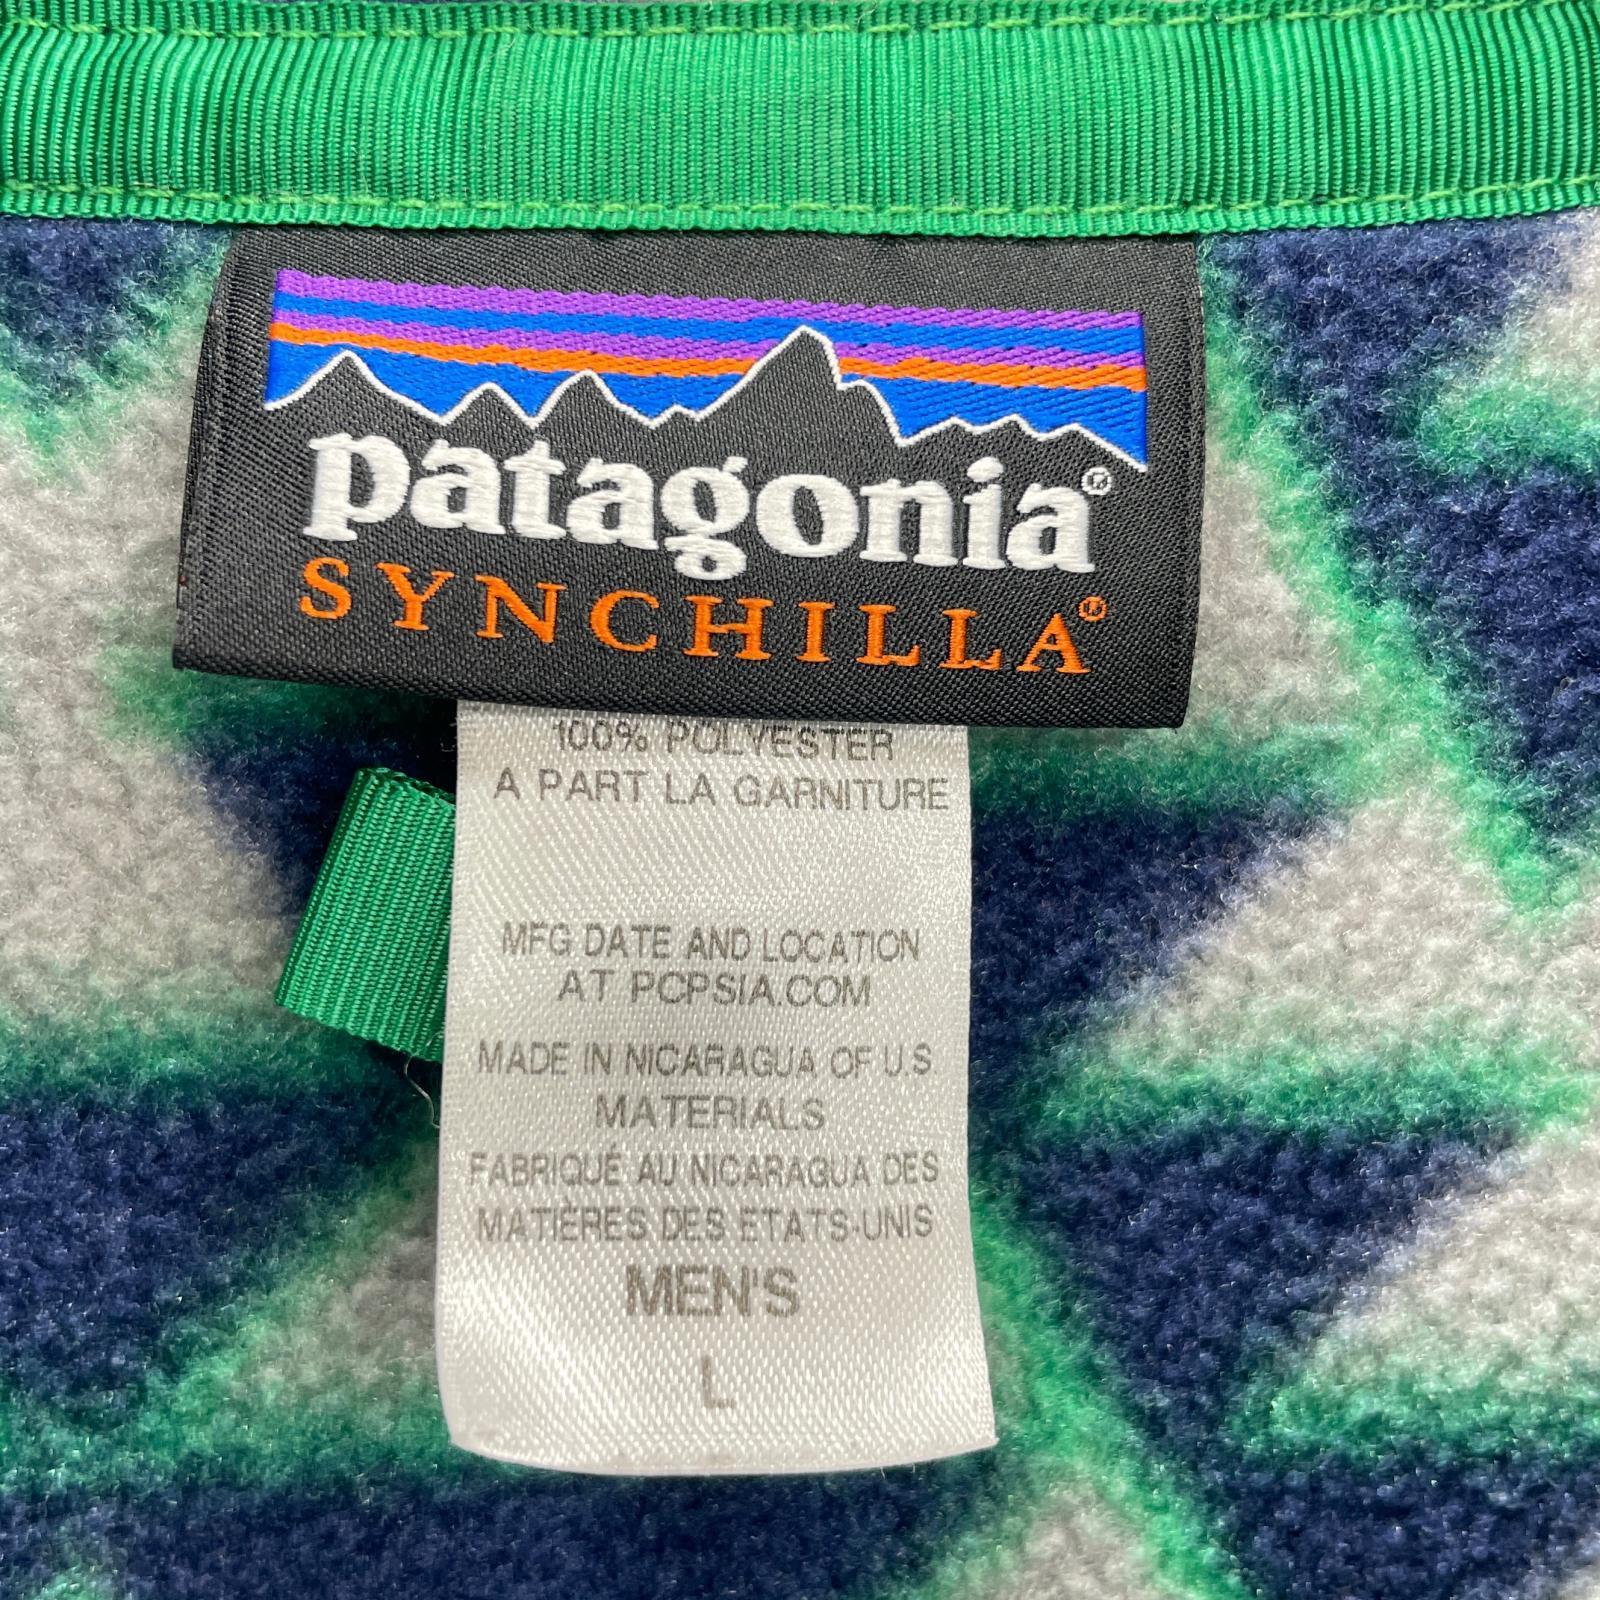 patagonia®
SYNCHILLA®
100% POLYESTER
A PART LA GARNITURE
MFG DATE AND LOCATION
AT PCPSIA.COM
MADE IN NICARAGUA OF U.S
MATERIALS
FABRIQUÉ AU NICARAGUA DES
MATIÈRES DES ETATS-UNIS
MEN'S
L